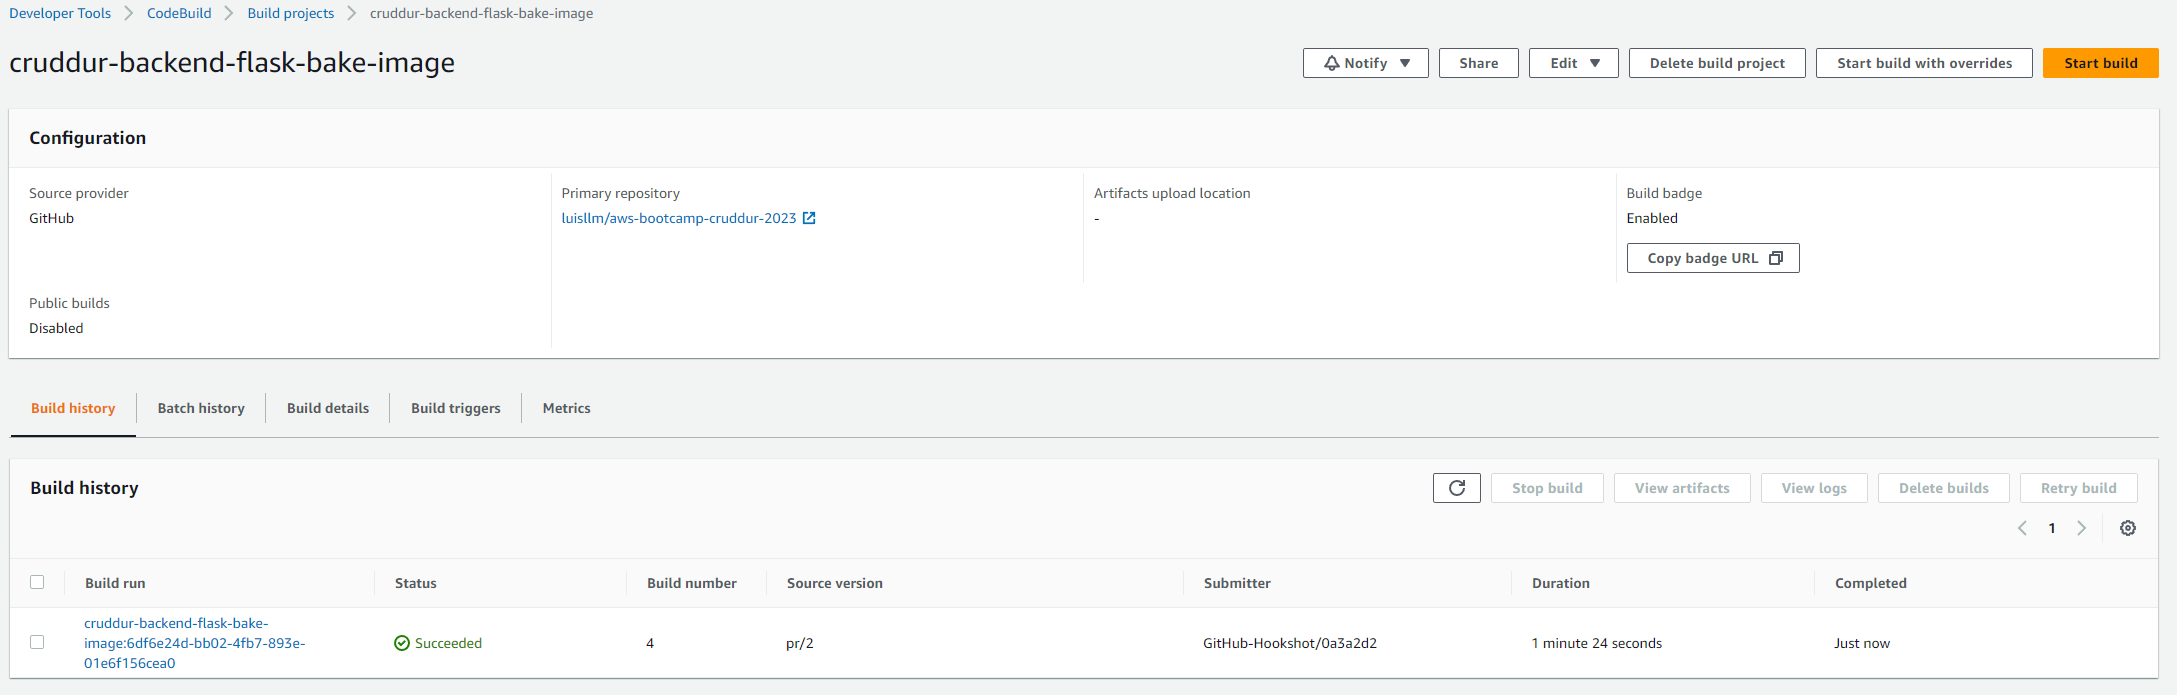 Developer Tools > CodeBuild > Build projects > cruddur-backend-flask-bake-image
cruddur-backend-flask-bake-image
Notify Share Edit Delete build project Start build with overrides Start build
Configuration
Source provider
GitHub
Primary repository
luisllm/aws-bootcamp-cruddur-2023
Artifacts upload location
-
Build badge
Enabled
Copy badge URL
Public builds
Disabled
Build history Batch history Build details Build triggers Metrics
Build history
Stop build View artifacts View logs Delete builds Retry build
1
Build run Status Build number Source version Submitter Duration Completed
cruddur-backend-flask-bake-
image:6df6e24d-bb02-4fb7-893e-
01e6f156cea0
Succeeded 4 pr/2 GitHub-Hookshot/0a3a2d2 1 minute 24 seconds Just now